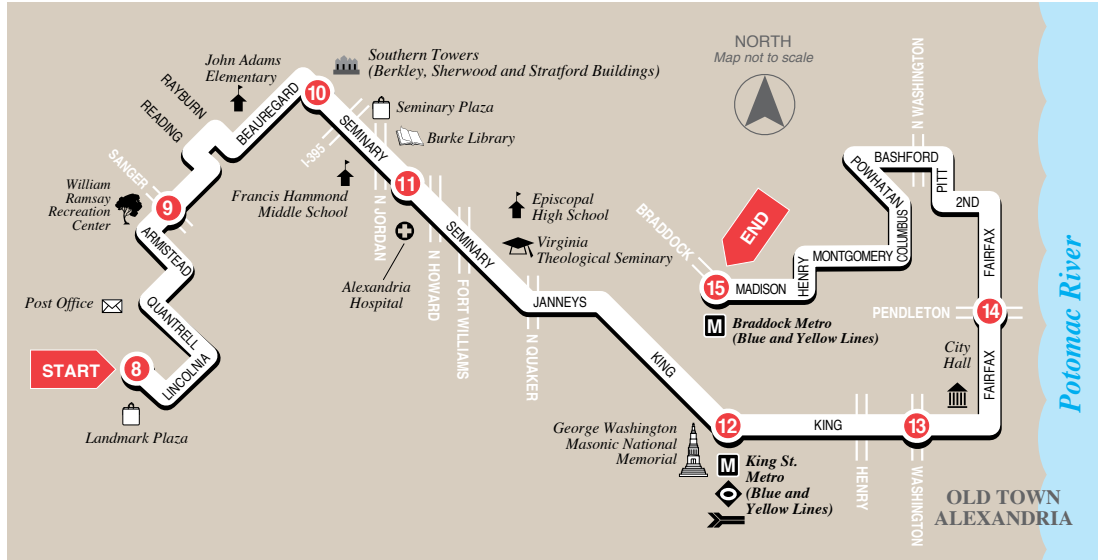 NORTH
Map not to scale
N WASHINGTON
Southern Towers
(Berkley, Sherwood and Stratford Buildings)
John Adams
Elementary
10
RAYBURN
READING
BEAUREGARD
SEMINARY
I-395
Seminary Plaza
Burke Library
SANGER
9
William
Ramsay
Recreation
Center
Francis Hammond
Middle School
11
N JORDAN
Alexandria
Hospital
N HOWARD
SEMINARY
FORT WILLIAMS
Episcopal
High School
Virginia
Theological Seminary
ARMISTEAD
Post Office
QUANTRELL
LINCOLNIA
START
8
Landmark Plaza
JANNEYS
N QUAKER
KING
George Washington
Masonic National
Memorial
12
M
King St.
Metro
(Blue and
Yellow Lines)
KING
HENRY
13
WASHINGTON
OLD TOWN
ALEXANDRIA
City
Hall
FAIRFAX
PENDLETON
14
FAIRFAX
2ND
PITT
BASHFORD
POWHATAN
COLUMBUS
MONTGOMERY
HENRY
MADISON
BRADDOCK
15
END
M
Braddock Metro
(Blue and Yellow Lines)
Potomac River